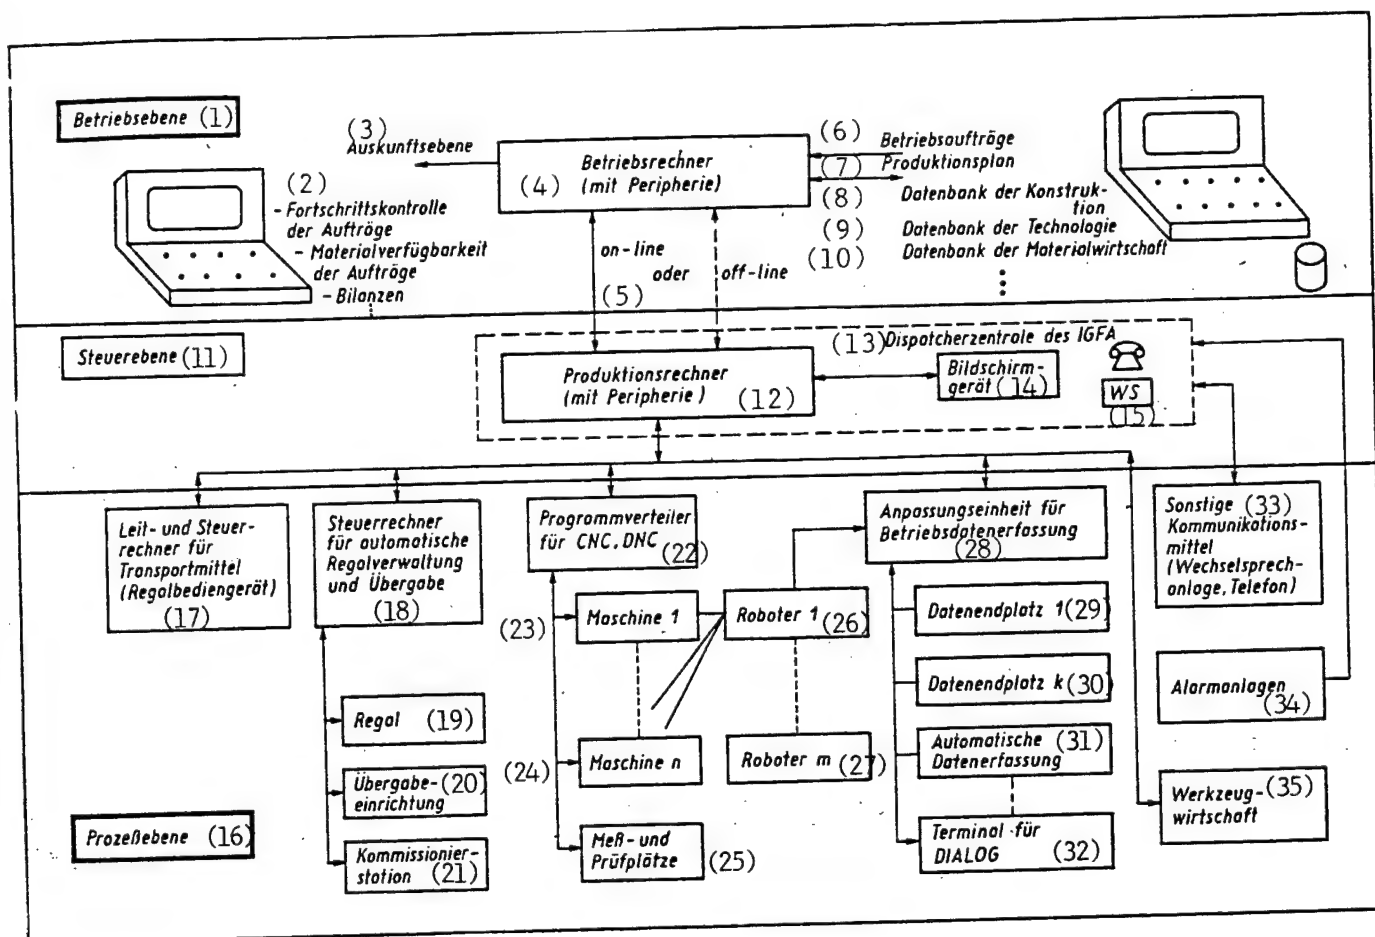 Betriebsebene (1)
(2)
- Fortschrittskontrolle
der Aufträge
- Materialverfügbarkeit
der Aufträge
- Bilanzen
(3)
Auskunftsebene
Betriebsrechner
(4) (mit Peripherie)
(6) Betriebsaufträge
(7) Produktionsplan
(8) Datenbank der Konstruk-
tion
(9) Datenbank der Technologie
(10) Datenbank der Materialwirtschaft
on-line
oder off-line
(5)
Steuerebene (11)
(13) Dispatcherzentrale des IGFA
Produktionsrechner
(mit Peripherie) (12)
Bildschirm-
gerät (14)
WS
(15)
Leit- und Steuer-
rechner für
Transportmittel
(Regalbediengerät)
(17)
Steuerrechner
für automatische
Regalverwaltung
und Übergabe
(18)
Regal (19)
Übergabe- (20)
einrichtung
Kommissionier-
station (21)
Programmverteiler
für CNC, DNC (22)
(23) Maschine 1
(24) Maschine n
Meß- und
Prüfplätze (25)
Roboter 1 (26)
Roboter m (27)
Anpassungseinheit für
Betriebsdatenerfassung
(28)
Datenendplatz 1 (29)
Datenendplatz k (30)
Automatische (31)
Datenerfassung
Terminal für
DIALOG (32)
Sonstige (33)
Kommunikations-
mittel
(Wechselsprech-
anlage, Telefon)
Alarmanlagen
(34)
Werkzeug- (35)
wirtschaft
Prozeßebene (16)